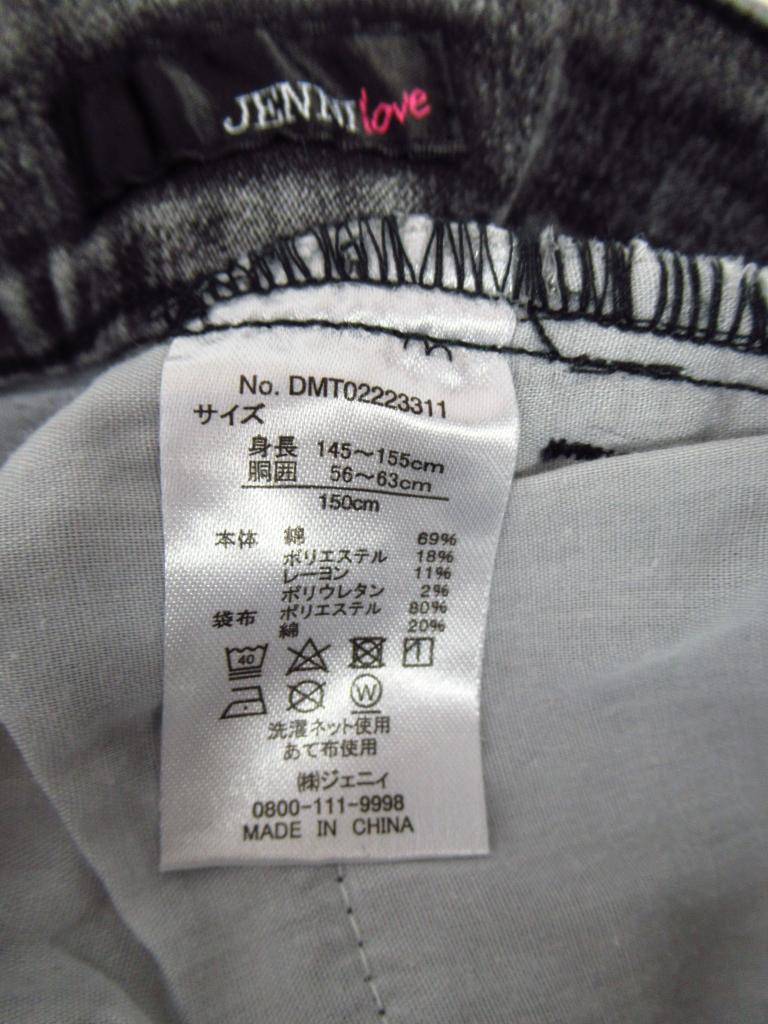 JENNI love
No. DMT02223311
サイズ
身長 145～155cm
胴囲 56～63cm
150cm
本体 綿 69%
ポリエステル 18%
レーヨン 11%
ポリウレタン 2%
袋布 ポリエステル 80%
綿 20%
40
W
洗濯ネット使用
あて布使用
㈱ジェニィ
0800-111-9998
MADE IN CHINA